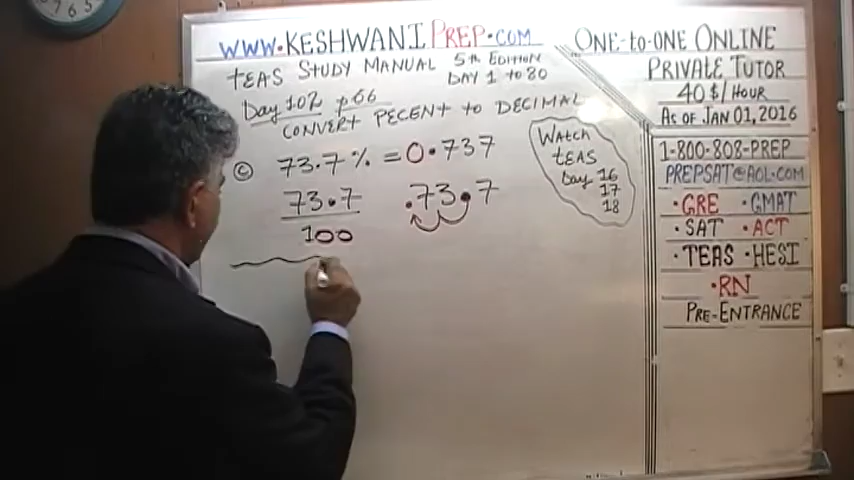 www.KESHWANIPREP.COM
TEAS STUDY MANUAL 5th EDITION
DAY 1 to 80
Day 102 p66
CONVERT PECENT to DECIMAL
C 73.7% = 0.737
73.7 .73.7
100
WATCH
TEAS
Day 16
17
18
ONE-to-ONE ONLINE
PRIVATE TUTOR
40$/HOUR
AS OF JAN 01,2016
1-800-808-PREP
PREPSAT@AOL.COM
•GRE •GMAT
•SAT •ACT
•TEAS •HESI
•RN
PRE-ENTRANCE